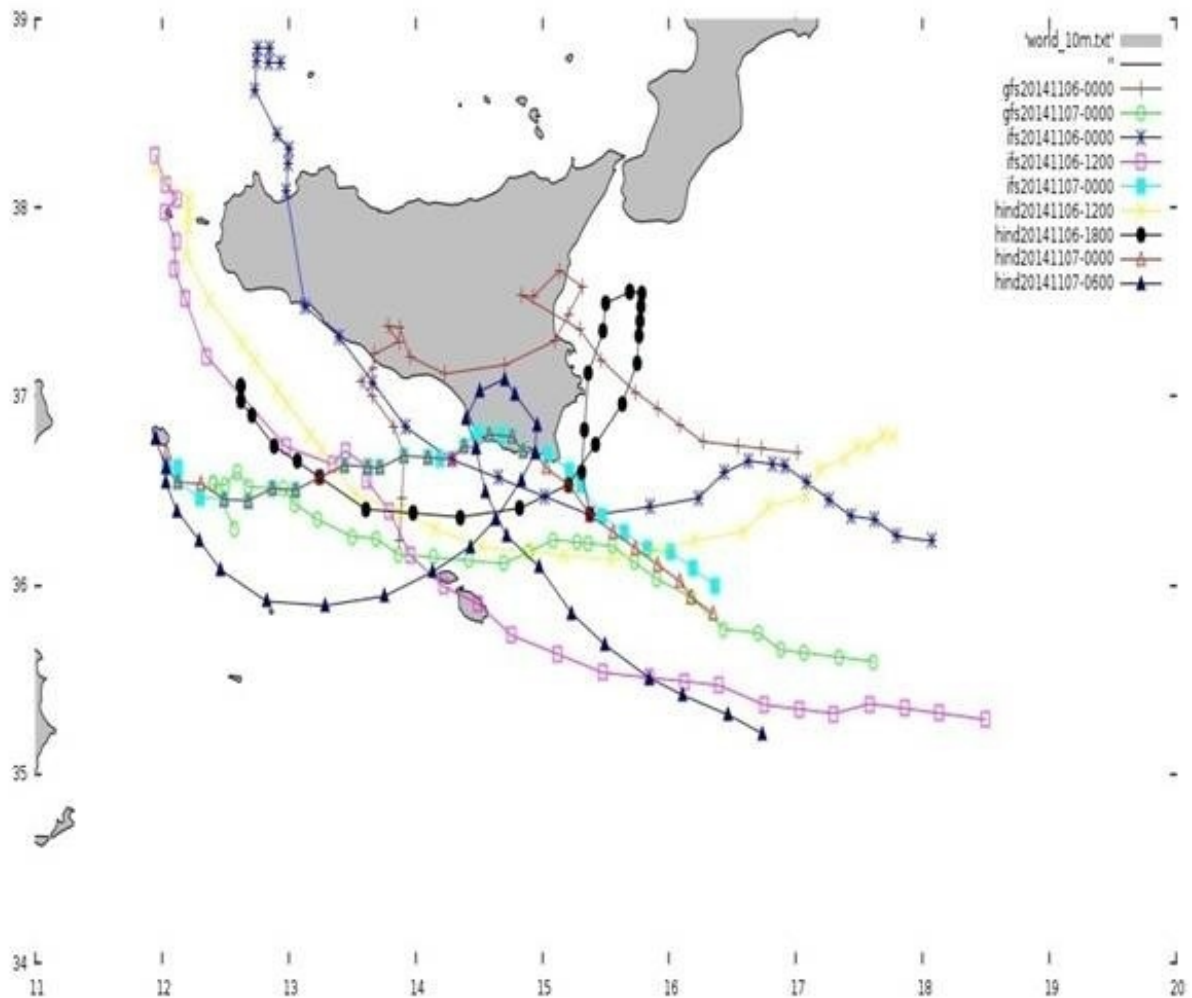 39
38
37
36
35
34
11 12 13 14 15 16 17 18 19 20
'world_10m.txt'
''
gfs20141106-0000
gfs20141107-0000
ifs20141106-0000
ifs20141106-1200
ifs20141107-0000
hind20141106-1200
hind20141106-1800
hind20141107-0000
hind20141107-0600